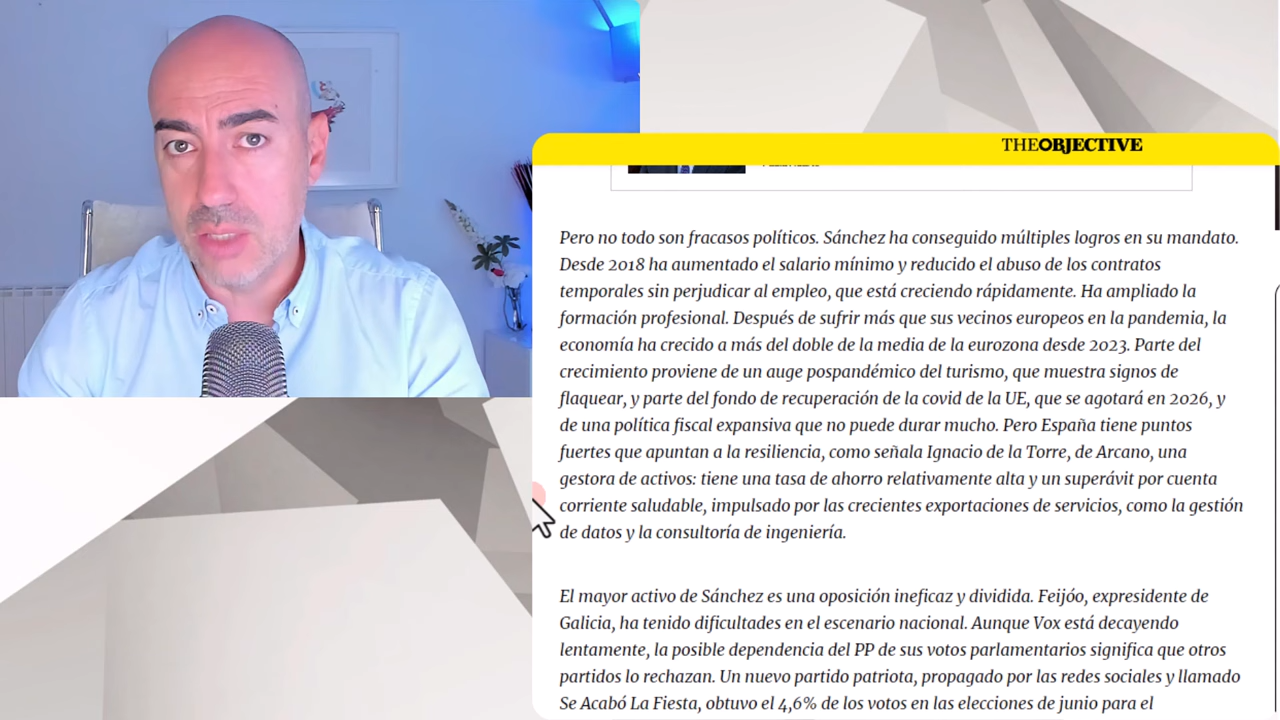 THEOBJECTIVE
Pero no todo son fracasos políticos. Sánchez ha conseguido múltiples logros en su mandato.
Desde 2018 ha aumentado el salario mínimo y reducido el abuso de los contratos
temporales sin perjudicar al empleo, que está creciendo rápidamente. Ha ampliado la
formación profesional. Después de sufrir más que sus vecinos europeos en la pandemia, la
economía ha crecido a más del doble de la media de la eurozona desde 2023. Parte del
crecimiento proviene de un auge pospandémico del turismo, que muestra signos de
flaquear, y parte del fondo de recuperación de la covid de la UE, que se agotará en 2026, y
de una política fiscal expansiva que no puede durar mucho. Pero España tiene puntos
fuertes que apuntan a la resiliencia, como señala Ignacio de la Torre, de Arcano, una
gestora de activos: tiene una tasa de ahorro relativamente alta y un superávit por cuenta
corriente saludable, impulsado por las crecientes exportaciones de servicios, como la gestión
de datos y la consultoría de ingeniería.
El mayor activo de Sánchez es una oposición ineficaz y dividida. Feijóo, expresidente de
Galicia, ha tenido dificultades en el escenario nacional. Aunque Vox está decayendo
lentamente, la posible dependencia del PP de sus votos parlamentarios significa que otros
partidos lo rechazan. Un nuevo partido patriota, propagado por las redes sociales y llamado
Se Acabó La Fiesta, obtuvo el 4,6% de los votos en las elecciones de junio para el